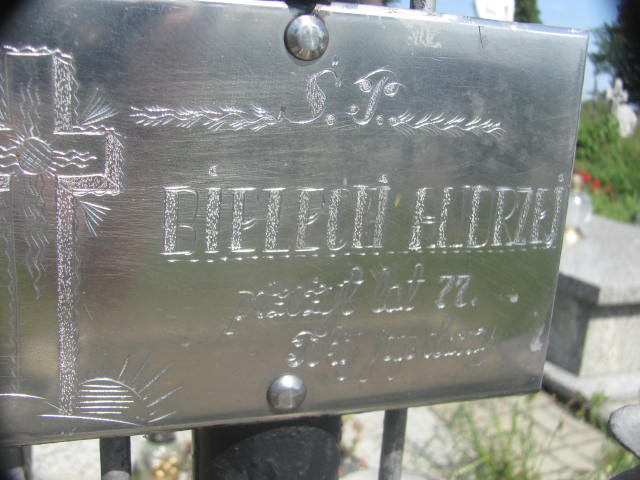 Ś.P.
BIELECKI ANDRZEJ
przeżył lat 77.